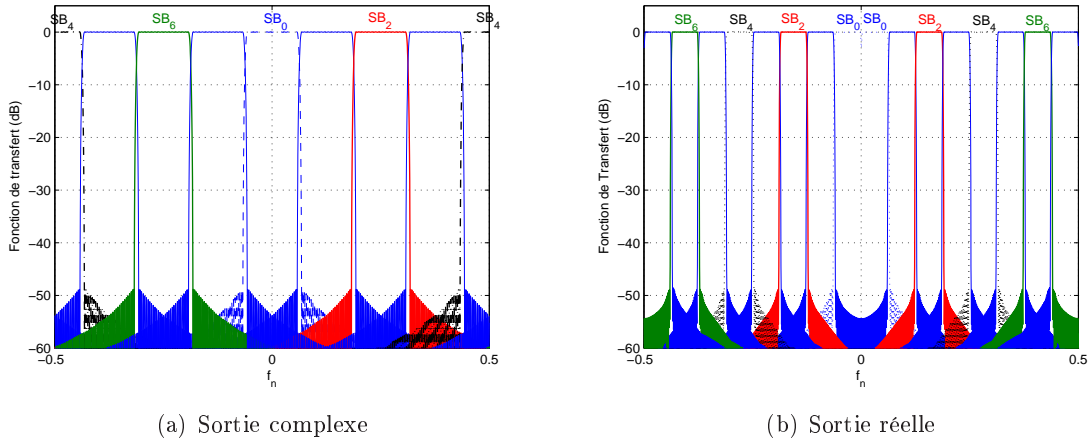 SB4 SB6 SB0 SB2 SB4
0
−10
−20
−30
−40
−50
−60
Fonction de transfert (dB)
−0.5 0 0.5
fn
(a) Sortie complexe
SB6 SB4 SB2 SB0 SB0 SB2 SB4 SB6
0
−10
−20
−30
−40
−50
−60
Fonction de Transfert (dB)
−0.5 0 0.5
fn
(b) Sortie réelle